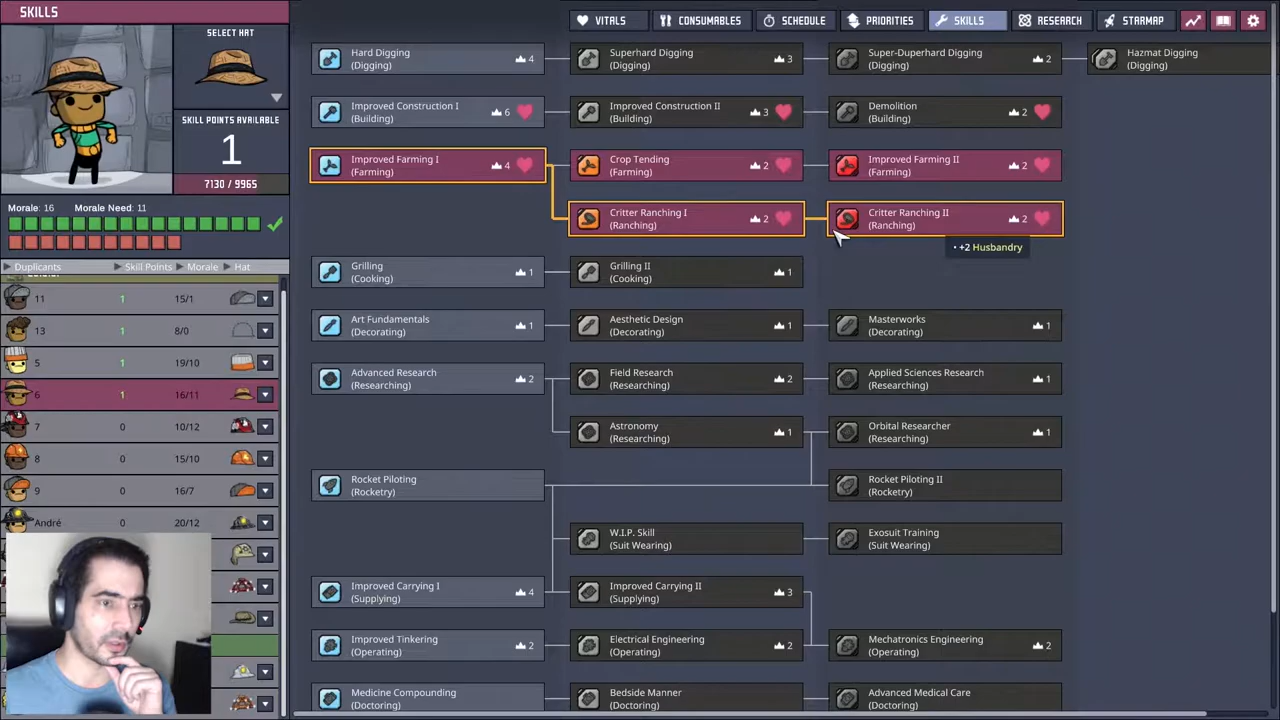 SKILLS
VITALS
CONSUMABLES
SCHEDULE
PRIORITIES
SKILLS
RESEARCH
STARMAP
SELECT HAT
SKILL POINTS AVAILABLE
1
7130 / 9965
Morale: 16
Morale Need: 11
Duplicants
Skill Points
Morale
Hat
11 1 15/1
13 1 8/0
5 1 19/10
6 1 16/11
7 0 10/12
8 0 15/10
9 0 16/7
André 0 20/12
Hard Digging
(Digging)
4
Superhard Digging
(Digging)
3
Super-Duperhard Digging
(Digging)
2
Hazmat Digging
(Digging)
Improved Construction I
(Building)
6
Improved Construction II
(Building)
3
Demolition
(Building)
2
Improved Farming I
(Farming)
4
Crop Tending
(Farming)
2
Improved Farming II
(Farming)
2
Critter Ranching I
(Ranching)
2
Critter Ranching II
(Ranching)
2
• +2 Husbandry
Grilling
(Cooking)
1
Grilling II
(Cooking)
1
Art Fundamentals
(Decorating)
1
Aesthetic Design
(Decorating)
1
Masterworks
(Decorating)
1
Advanced Research
(Researching)
2
Field Research
(Researching)
2
Applied Sciences Research
(Researching)
1
Astronomy
(Researching)
1
Orbital Researcher
(Researching)
1
Rocket Piloting
(Rocketry)
Rocket Piloting II
(Rocketry)
W.I.P. Skill
(Suit Wearing)
Exosuit Training
(Suit Wearing)
Improved Carrying I
(Supplying)
4
Improved Carrying II
(Supplying)
3
Improved Tinkering
(Operating)
2
Electrical Engineering
(Operating)
2
Mechatronics Engineering
(Operating)
2
Medicine Compounding
(Doctoring)
Bedside Manner
(Doctoring)
Advanced Medical Care
(Doctoring)